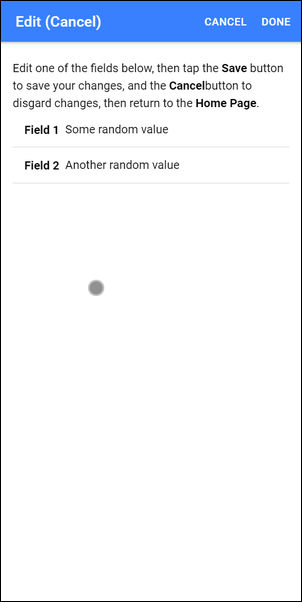 Edit (Cancel) CANCEL DONE
Edit one of the fields below, then tap the Save button
to save your changes, and the Cancelbutton to
disgard changes, then return to the Home Page.
Field 1 Some random value
Field 2 Another random value